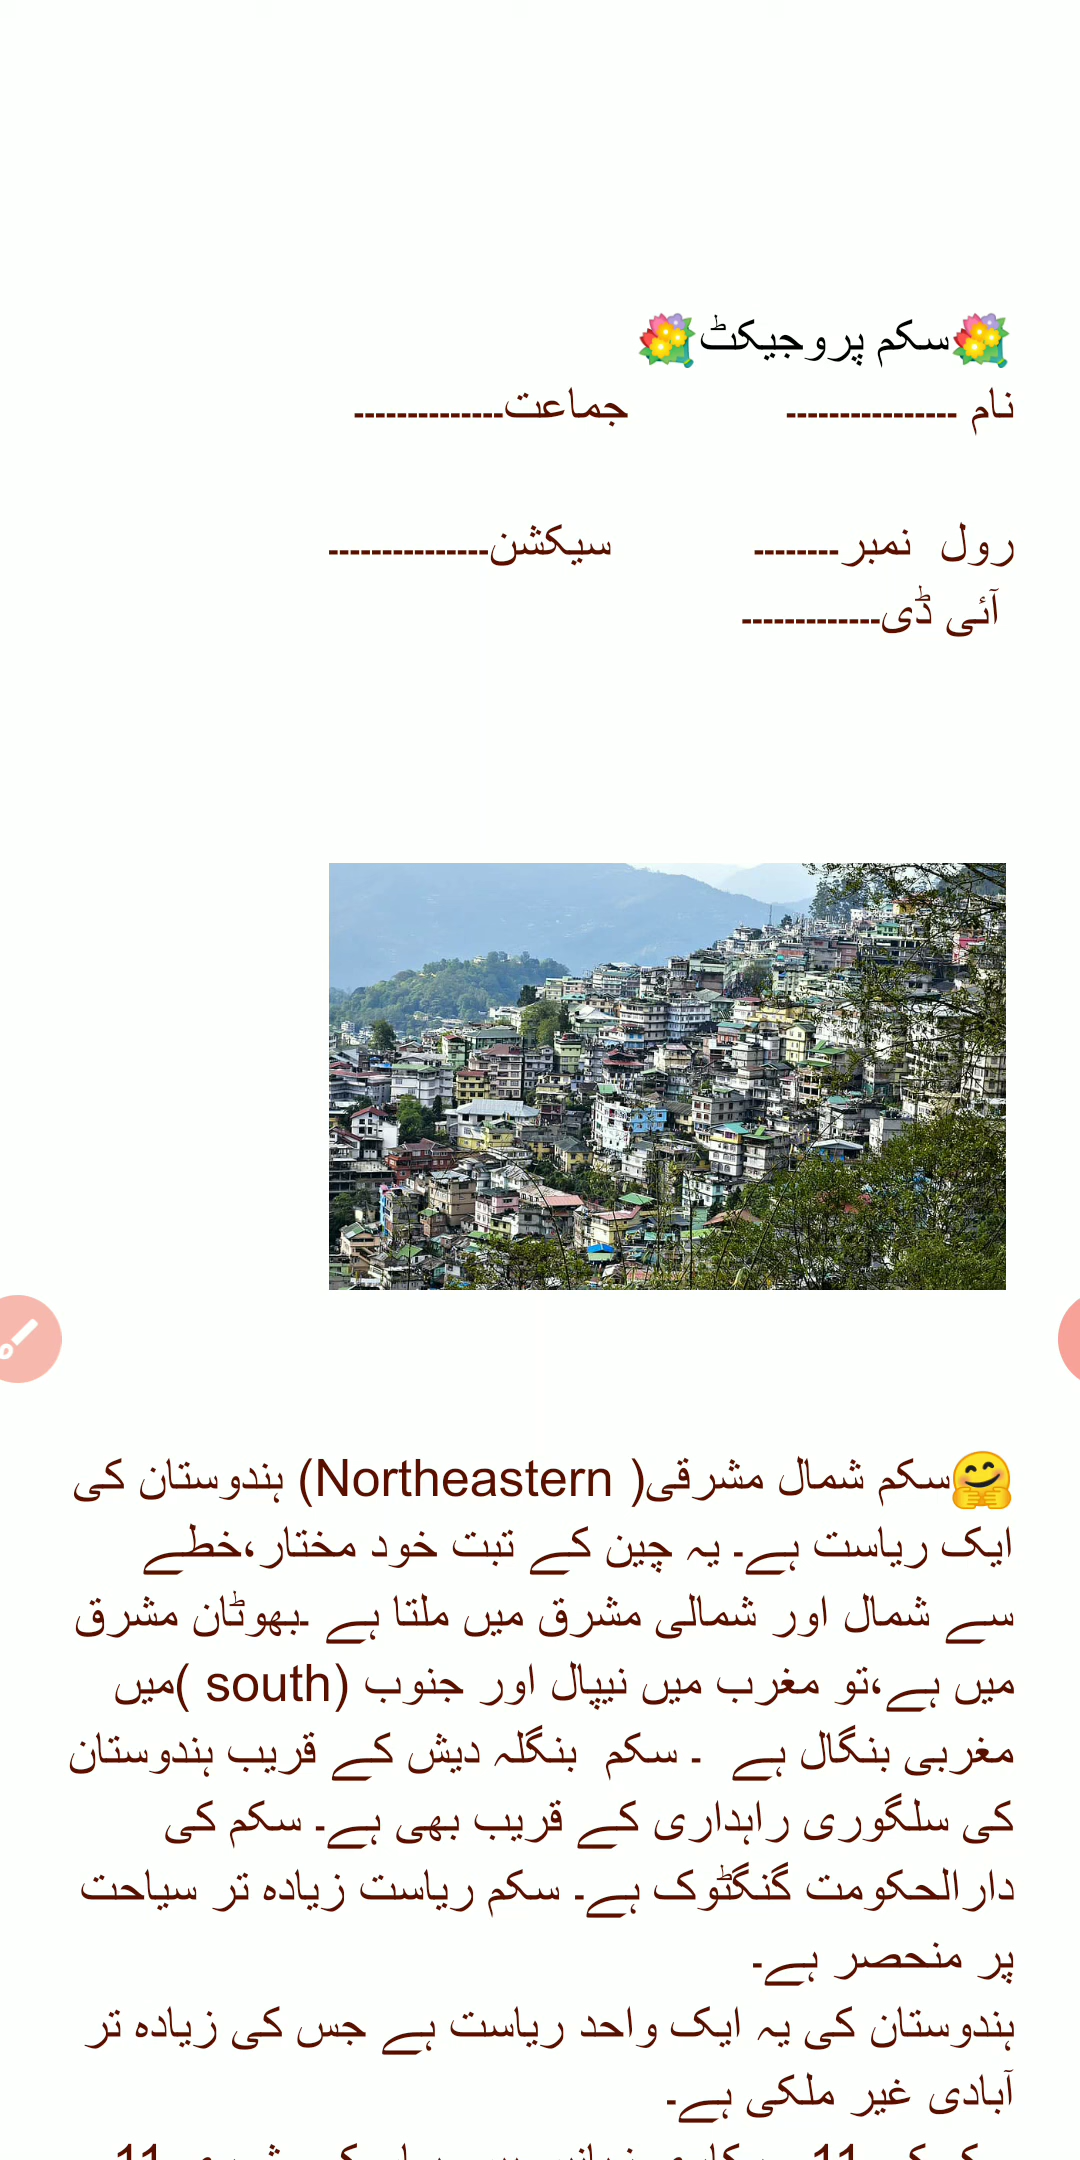 💐سکم پروجیکٹ💐
نام ---------------- جماعت--------------
رول نمبر-------- سیکشن---------------
آئی ڈی-------------
🤗سکم شمال مشرقی( Northeastern) ہندوستان کی
ایک ریاست ہے۔ یہ چین کے تبت خود مختار،خطے
سے شمال اور شمالی مشرق میں ملتا ہے ۔بھوٹان مشرق
میں ہے،تو مغرب میں نیپال اور جنوب (south )میں
مغربی بنگال ہے ۔ سکم بنگلہ دیش کے قریب ہندوستان
کی سلگوری راہداری کے قریب بھی ہے۔ سکم کی
دارالحکومت گنگٹوک ہے۔ سکم ریاست زیادہ تر سیاحت
پر منحصر ہے۔
ہندوستان کی یہ ایک واحد ریاست ہے جس کی زیادہ تر
آبادی غیر ملکی ہے۔